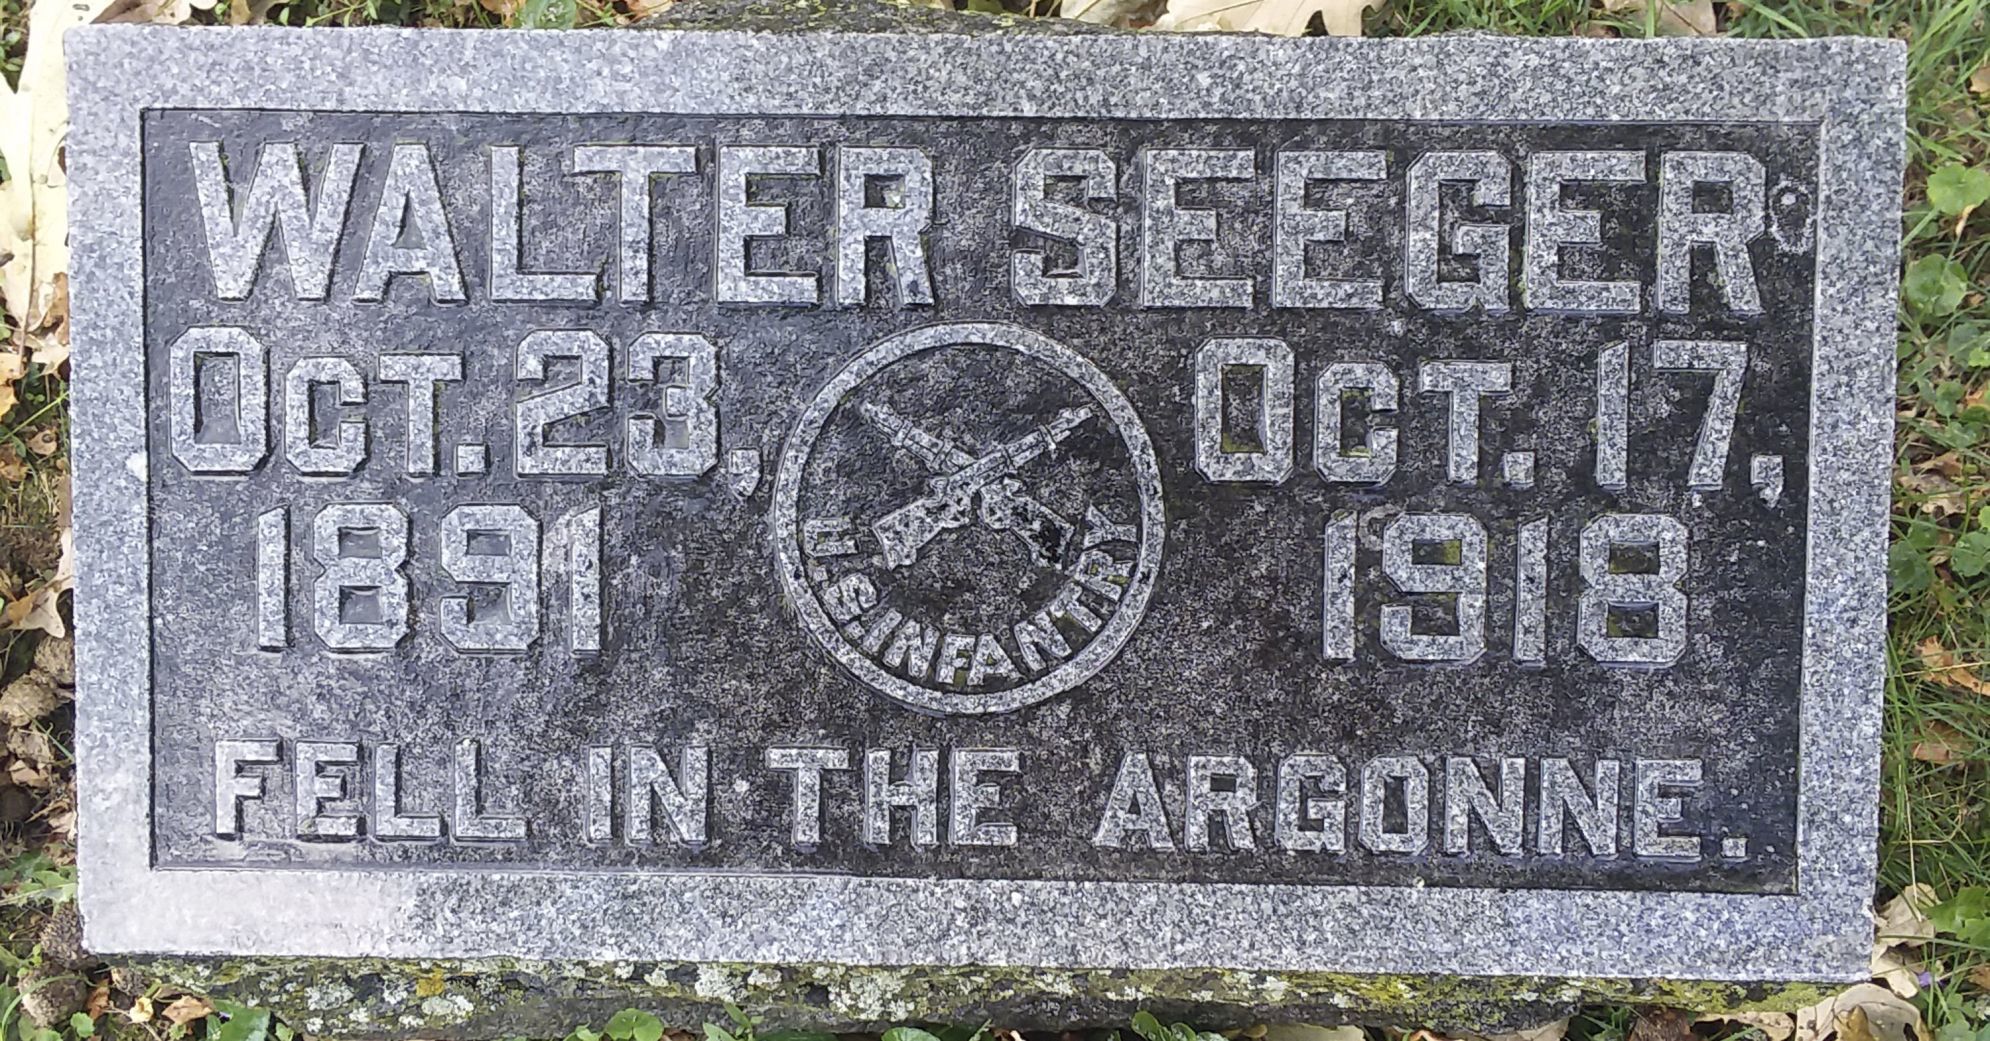 WALTER SEEGER
OCT. 23, 1891
OCT. 17, 1918
U.S. INFANTRY
FELL IN THE ARGONNE.